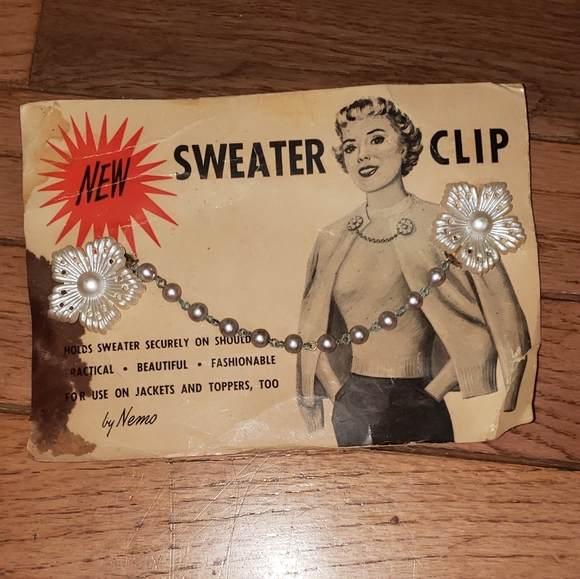 NEW
SWEATER CLIP
HOLDS SWEATER SECURELY ON
• BEAUTIFUL • FASHIONABLE
FOR USE ON JACKETS AND TOPPERS, TOO
by Nemo